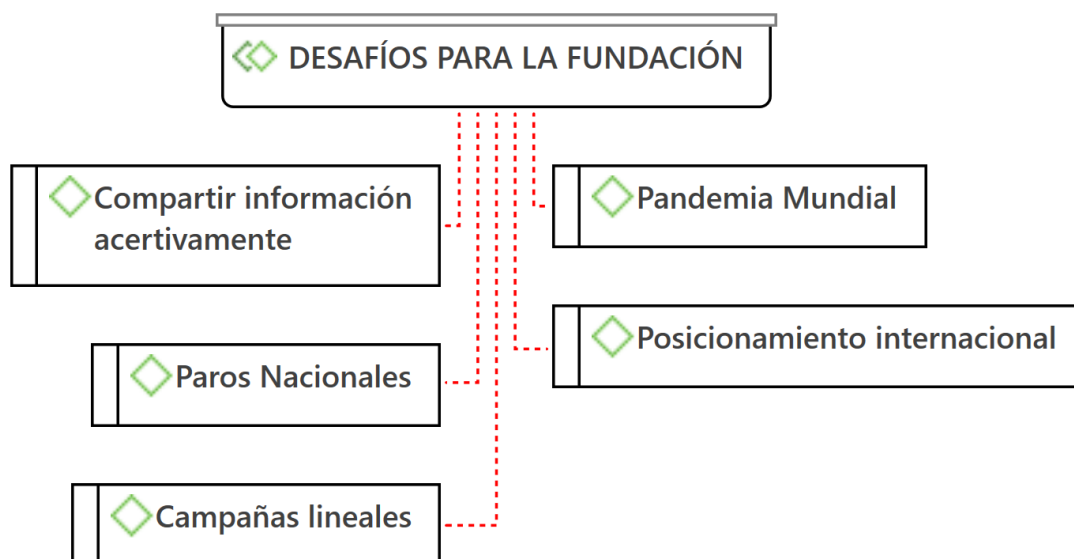 DESAFÍOS PARA LA FUNDACIÓN
Compartir información
acertivamente
Pandemia Mundial
Posicionamiento internacional
Paros Nacionales
Campañas lineales